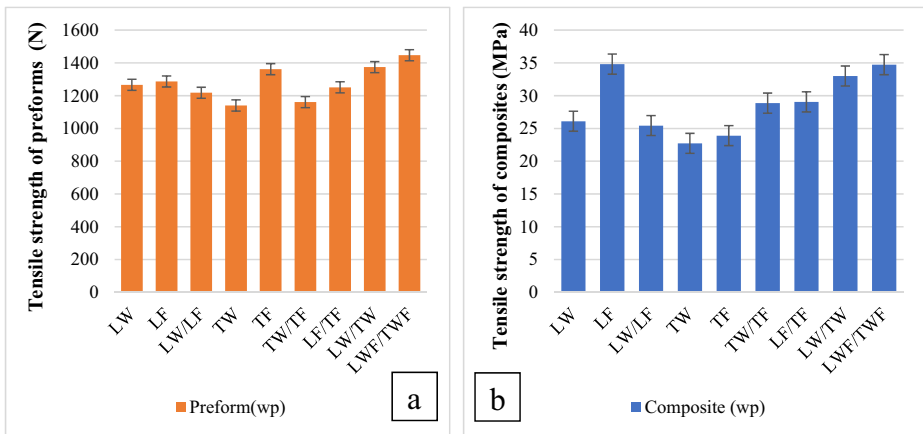 Tensile strength of preforms (N)
1600
1400
1200
1000
800
600
400
200
0
LW
LF
LW/LF
TW
TF
TW/TF
LF/TF
LW/TW
LWF/TWF
Preform(wp)
a
Tensile strength of composites (MPa)
40
35
30
25
20
15
10
5
0
LW
LF
LW/LF
TW
TF
TW/TF
LF/TF
LW/TW
LWF/TWF
b
Composite (wp)